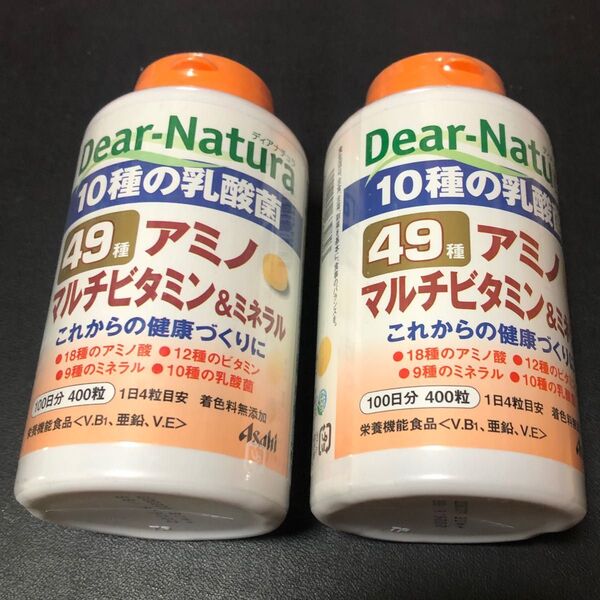 Dear-Natura
ディアナチュラ
10種の乳酸菌
49種 アミノ
マルチビタミン&ミネラル
これからの健康づくりに
●18種のアミノ酸 ●12種のビタミン
●9種のミネラル ●10種の乳酸菌
100日分 400粒 1日4粒目安 着色料無添加
栄養機能食品<V.B1、亜鉛、V.E>
Asahi
Dear-Natu
10種の乳酸菌
49種 アミノ
マルチビタミン&ミネ
これからの健康づくり
●18種のアミノ酸 ●12種のビタミ
●9種のミネラル ●10種の乳酸
100日分 400粒 1日4粒目安 着色料無
栄養機能食品<V.B1、亜鉛、V.E>